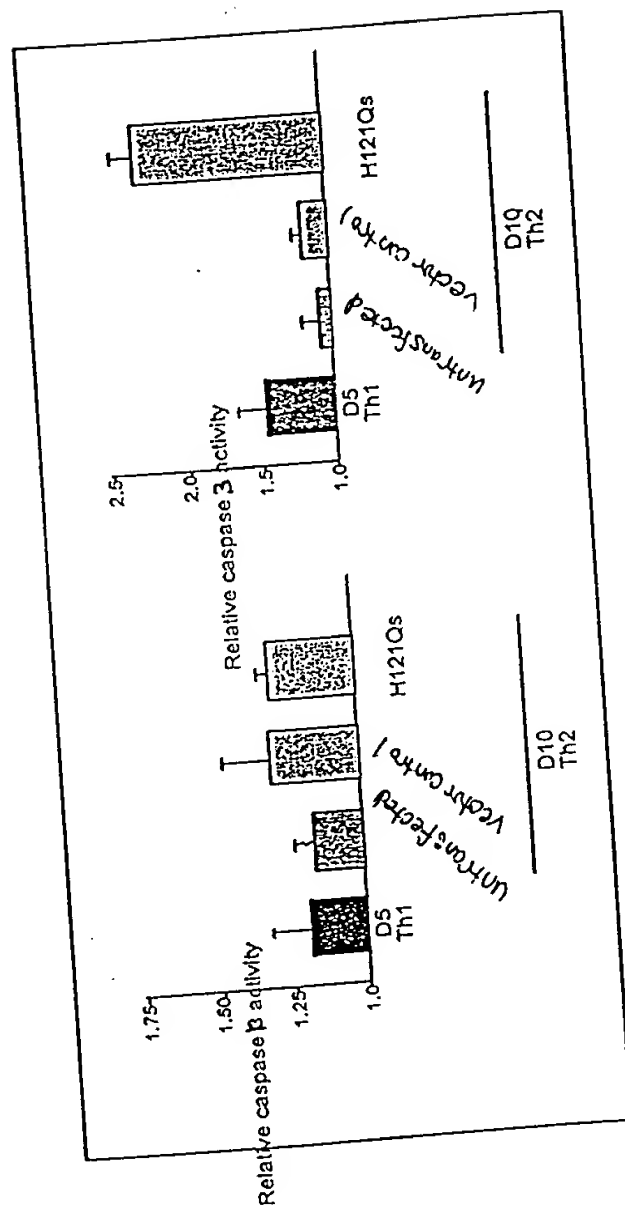 Relative caspase 3 activity
1.75
1.50
1.25
1.0
D5
Th1
Untransfected
Vector control
H121Qs
D10
Th2
Relative caspase 3 activity
2.5
2.0
1.5
1.0
D5
Th1
Untransfected
Vector control
H121Qs
D10
Th2